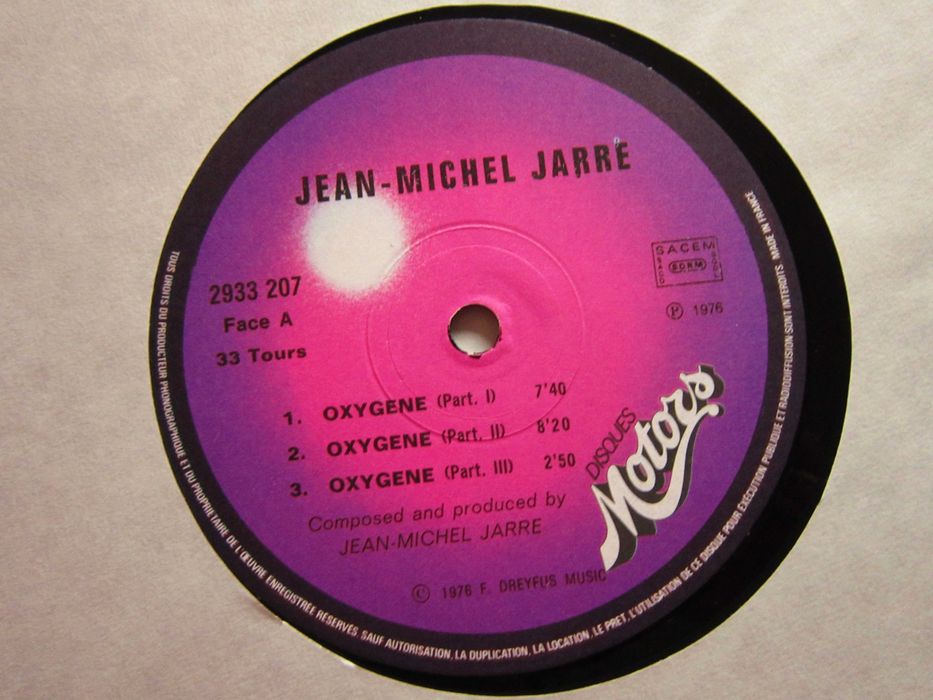 JEAN-MICHEL JARRE
2933 207
Face A
33 Tours
SACEM
SACD
SDRM
SGDL
Ⓟ 1976
1. OXYGENE (Part. I) 7'40
2. OXYGENE (Part. II) 8'20
3. OXYGENE (Part. III) 2'50
Composed and produced by
JEAN-MICHEL JARRE
DISQUES
Motors
© 1976 F. DREYFUS MUSIC
TOUS DROITS DU PRODUCTEUR PHONOGRAPHIQUE ET DU PROPRIETAIRE DE L'ŒUVRE ENREGISTREE RESERVES. SAUF AUTORISATION, LA DUPLICATION, LA LOCATION, LE PRET, L'UTILISATION DE CE DISQUE POUR EXECUTION PUBLIQUE ET RADIODIFFUSION SONT INTERDITS. MADE IN FRANCE